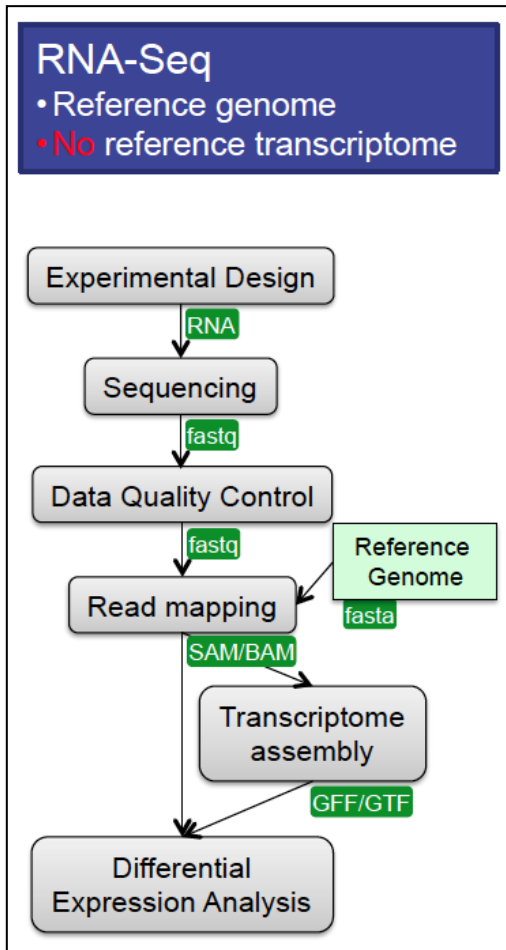 RNA-Seq
• Reference genome
• No reference transcriptome
Experimental Design
RNA
Sequencing
fastq
Data Quality Control
fastq
Reference
Genome
fasta
Read mapping
SAM/BAM
Transcriptome
assembly
GFF/GTF
Differential
Expression Analysis